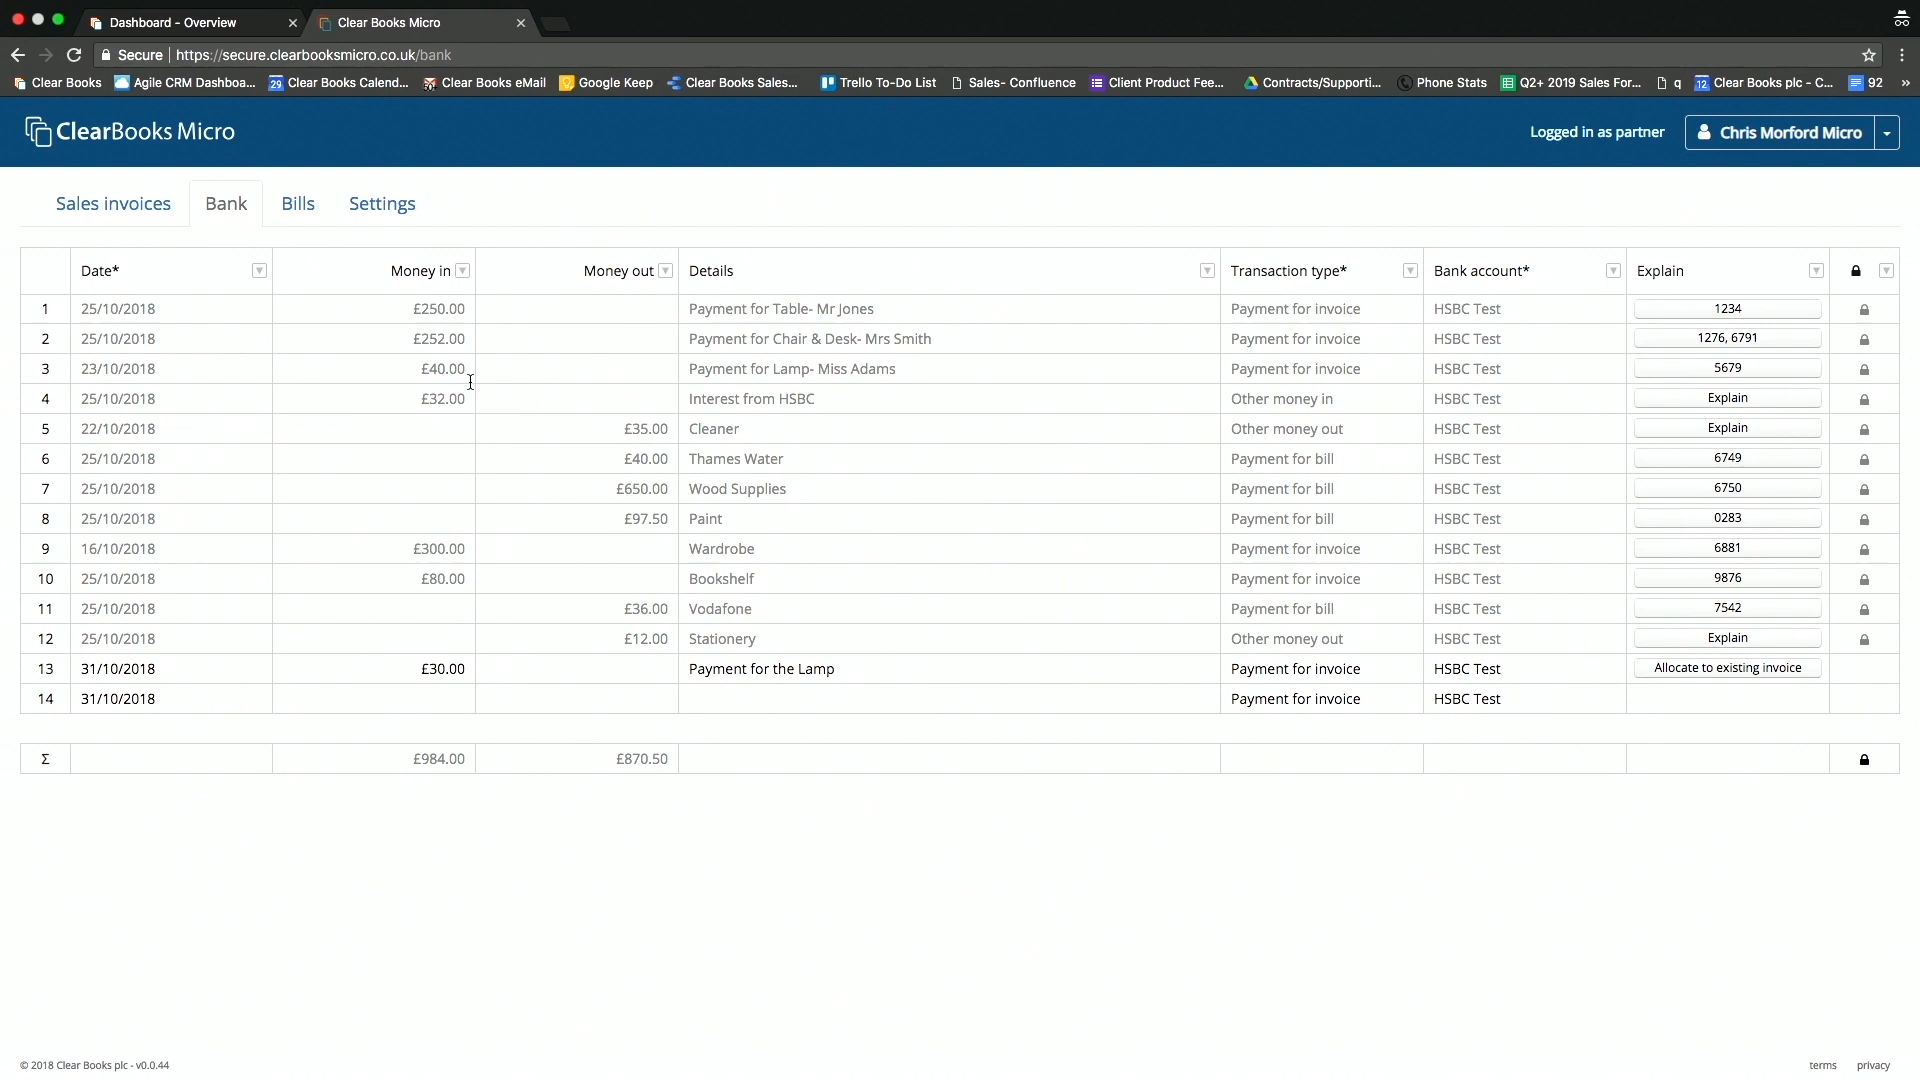 Dashboard - Overview
Clear Books Micro
Secure https://secure.clearbooksmicro.co.uk/bank
Clear Books Agile CRM Dashboa... 29 Clear Books Calend... Clear Books eMail Google Keep Clear Books Sales... Trello To-Do List Sales- Confluence Client Product Fee... Contracts/Supporti... Phone Stats Q2+ 2019 Sales For... q 12 Clear Books plc - C... 92 »
ClearBooks Micro
Logged in as partner Chris Morford Micro
Sales invoices Bank Bills Settings
Date* Money in Money out Details Transaction type* Bank account* Explain
1 25/10/2018 £250.00 Payment for Table- Mr Jones Payment for invoice HSBC Test 1234
2 25/10/2018 £252.00 Payment for Chair & Desk- Mrs Smith Payment for invoice HSBC Test 1276, 6791
3 23/10/2018 £40.00 Payment for Lamp- Miss Adams Payment for invoice HSBC Test 5679
4 25/10/2018 £32.00 Interest from HSBC Other money in HSBC Test Explain
5 22/10/2018 £35.00 Cleaner Other money out HSBC Test Explain
6 25/10/2018 £40.00 Thames Water Payment for bill HSBC Test 6749
7 25/10/2018 £650.00 Wood Supplies Payment for bill HSBC Test 6750
8 25/10/2018 £97.50 Paint Payment for bill HSBC Test 0283
9 16/10/2018 £300.00 Wardrobe Payment for invoice HSBC Test 6881
10 25/10/2018 £80.00 Bookshelf Payment for invoice HSBC Test 9876
11 25/10/2018 £36.00 Vodafone Payment for bill HSBC Test 7542
12 25/10/2018 £12.00 Stationery Other money out HSBC Test Explain
13 31/10/2018 £30.00 Payment for the Lamp Payment for invoice HSBC Test Allocate to existing invoice
14 31/10/2018 Payment for invoice HSBC Test
Σ £984.00 £870.50
© 2018 Clear Books plc - v0.0.44 terms privacy